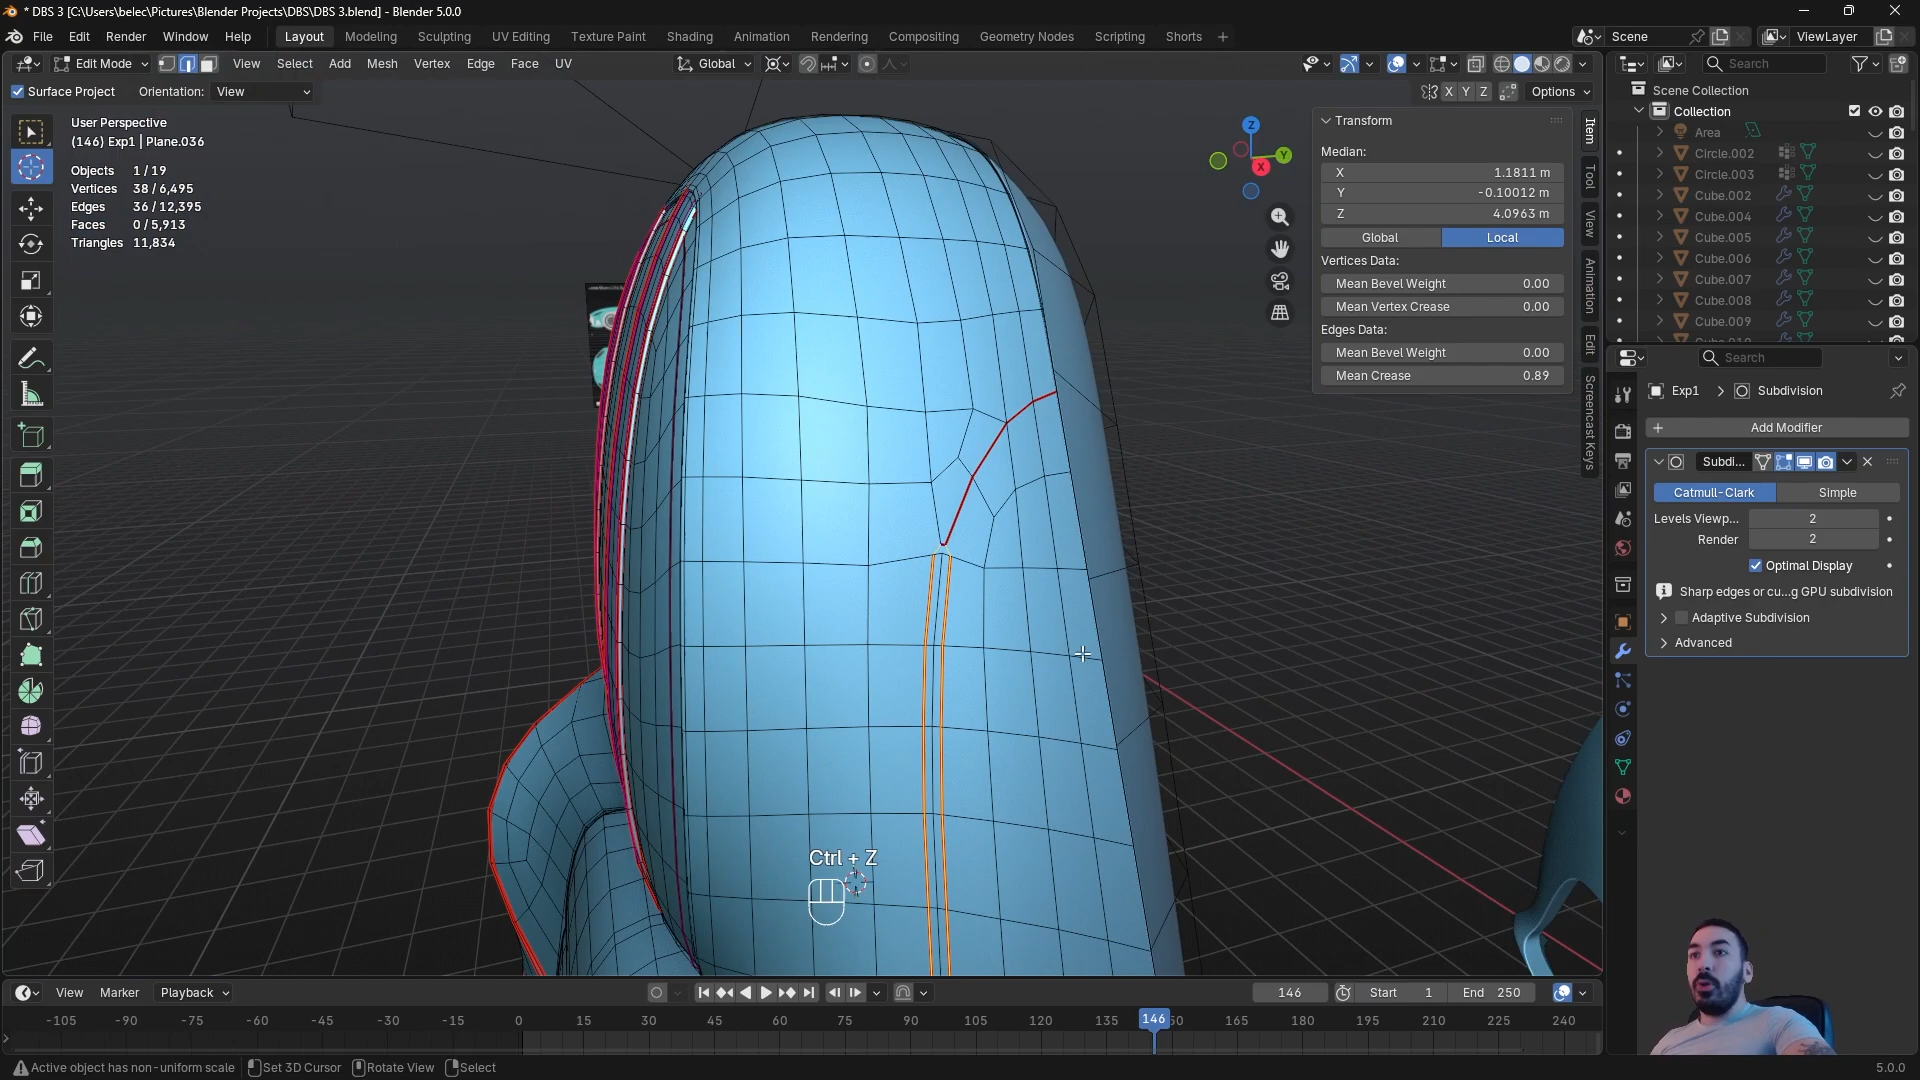 * DBS 3 [C:\Users\belec\Pictures\Blender Projects\DBS\DBS 3.blend] - Blender 5.0.0
File Edit Render Window Help Layout Modeling Sculpting UV Editing Texture Paint Shading Animation Rendering Compositing Geometry Nodes Scripting Shorts + Scene ViewLayer
Edit Mode View Select Add Mesh Vertex Edge Face UV Global Search
Surface Project Orientation: View X Y Z Options
Scene Collection
Collection
Area
Circle.002
Circle.003
Cube.002
Cube.004
Cube.005
Cube.006
Cube.007
Cube.008
Cube.009
User Perspective
(146) Exp1 | Plane.036
Objects 1 / 19
Vertices 38 / 6,495
Edges 36 / 12,395
Faces 0 / 5,913
Triangles 11,834
Z
Y
X
Transform
Median:
X 1.1811 m
Y -0.10012 m
Z 4.0963 m
Global Local
Vertices Data:
Mean Bevel Weight 0.00
Mean Vertex Crease 0.00
Edges Data:
Mean Bevel Weight 0.00
Mean Crease 0.89
Item
Tool
View
Animation
Edit
Screencast Keys
Search
Exp1 > Subdivision
+ Add Modifier
Subdi...
Catmull-Clark Simple
Levels Viewp... 2
Render 2
Optimal Display
Sharp edges or cu...g GPU subdivision
Adaptive Subdivision
Advanced
Ctrl + Z
View Marker Playback 146 Start 1 End 250
-105 -90 -75 -60 -45 -30 -15 0 15 30 45 60 75 90 105 120 135 146 50 165 180 195 210 225 240
Active object has non-uniform scale Set 3D Cursor Rotate View Select 5.0.0